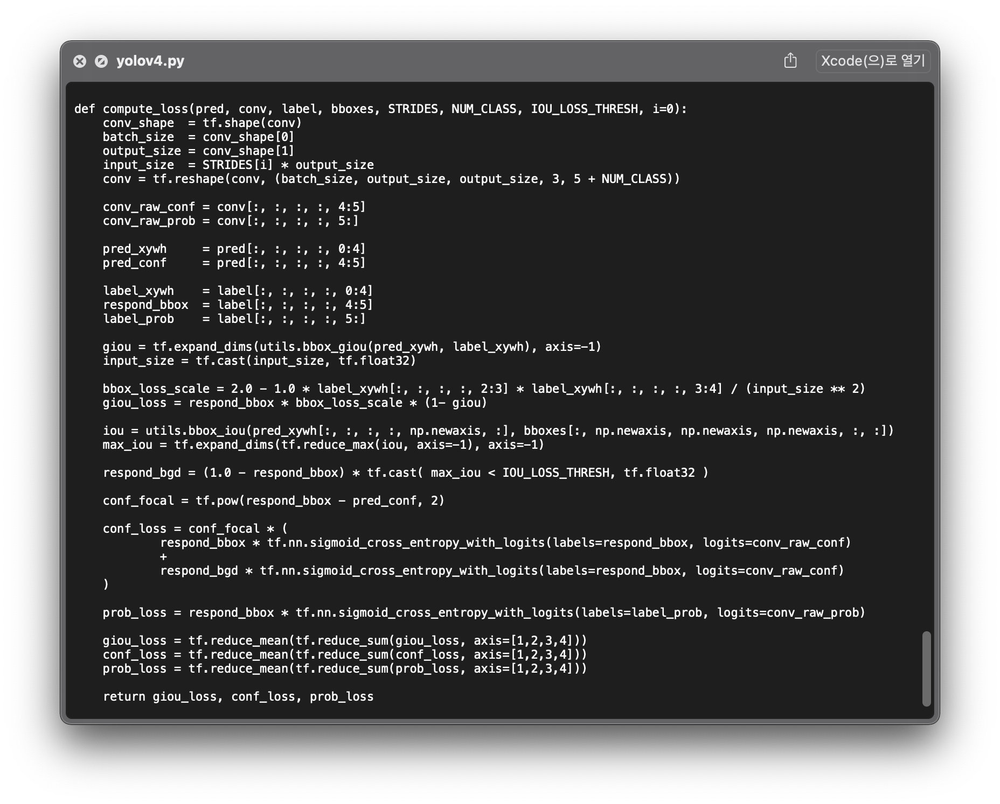 yolov4.py
Xcode(으)로 열기
def compute_loss(pred, conv, label, bboxes, STRIDES, NUM_CLASS, IOU_LOSS_THRESH, i=0):
    conv_shape  = tf.shape(conv)
    batch_size  = conv_shape[0]
    output_size = conv_shape[1]
    input_size  = STRIDES[i] * output_size
    conv = tf.reshape(conv, (batch_size, output_size, output_size, 3, 5 + NUM_CLASS))

    conv_raw_conf = conv[:, :, :, :, 4:5]
    conv_raw_prob = conv[:, :, :, :, 5:]

    pred_xywh     = pred[:, :, :, :, 0:4]
    pred_conf     = pred[:, :, :, :, 4:5]

    label_xywh    = label[:, :, :, :, 0:4]
    respond_bbox  = label[:, :, :, :, 4:5]
    label_prob    = label[:, :, :, :, 5:]

    giou = tf.expand_dims(utils.bbox_giou(pred_xywh, label_xywh), axis=-1)
    input_size = tf.cast(input_size, tf.float32)

    bbox_loss_scale = 2.0 - 1.0 * label_xywh[:, :, :, :, 2:3] * label_xywh[:, :, :, :, 3:4] / (input_size ** 2)
    giou_loss = respond_bbox * bbox_loss_scale * (1- giou)

    iou = utils.bbox_iou(pred_xywh[:, :, :, :, np.newaxis, :], bboxes[:, np.newaxis, np.newaxis, np.newaxis, :, :])
    max_iou = tf.expand_dims(tf.reduce_max(iou, axis=-1), axis=-1)

    respond_bgd = (1.0 - respond_bbox) * tf.cast( max_iou < IOU_LOSS_THRESH, tf.float32 )

    conf_focal = tf.pow(respond_bbox - pred_conf, 2)

    conf_loss = conf_focal * (
            respond_bbox * tf.nn.sigmoid_cross_entropy_with_logits(labels=respond_bbox, logits=conv_raw_conf)
            +
            respond_bgd * tf.nn.sigmoid_cross_entropy_with_logits(labels=respond_bbox, logits=conv_raw_conf)
    )

    prob_loss = respond_bbox * tf.nn.sigmoid_cross_entropy_with_logits(labels=label_prob, logits=conv_raw_prob)

    giou_loss = tf.reduce_mean(tf.reduce_sum(giou_loss, axis=[1,2,3,4]))
    conf_loss = tf.reduce_mean(tf.reduce_sum(conf_loss, axis=[1,2,3,4]))
    prob_loss = tf.reduce_mean(tf.reduce_sum(prob_loss, axis=[1,2,3,4]))

    return giou_loss, conf_loss, prob_loss